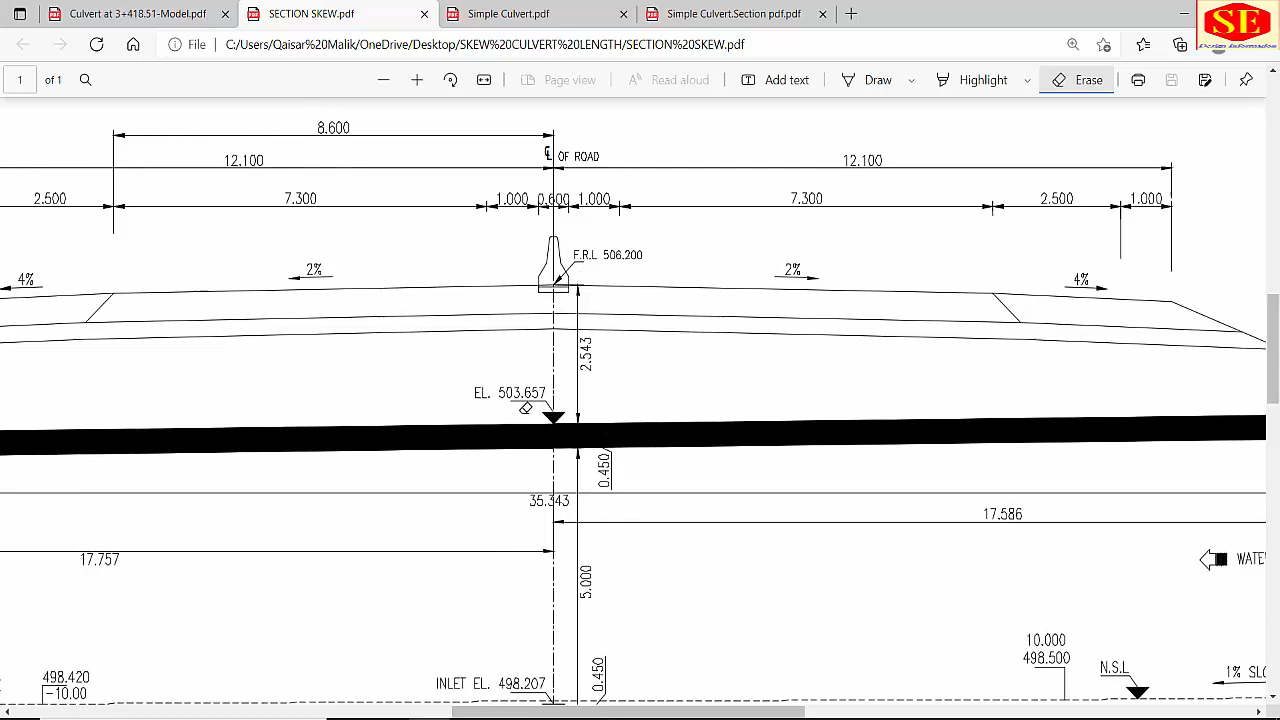 Culvert at 3+418.51-Model.pdf
SECTION SKEW.pdf
Simple Culvert.pdf
Simple Culvert.Section pdf.pdf
SE
File
C:/Users/Qaisar%20Malik/OneDrive/Desktop/SKEW%20CULVERT%20LENGTH/SECTION%20SKEW.pdf
1 of 1
Page view
Read aloud
Add text
Draw
Highlight
Erase
8.600
12.100
℄ OF ROAD
12.100
2.500
7.300
1.000
0.600
1.000
7.300
2.500
1.000
F.R.L 506.200
4%
2%
2%
4%
2.543
EL. 503.657
0.450
35.343
17.586
17.757
5.000
10.000
498.500
N.S.L
498.420
-10.00
INLET EL. 498.207
0.450